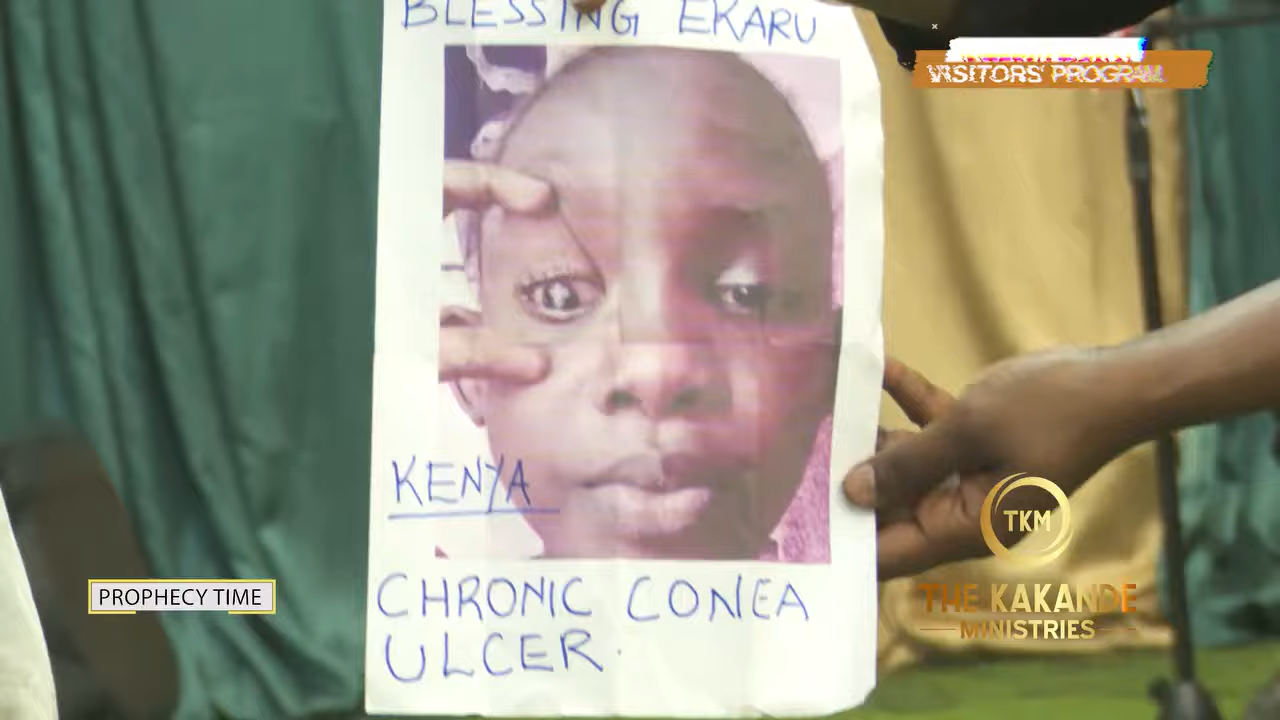 BLESSING EKARU
VISITORS' PROGRAM
KENYA
CHRONIC CONEA
ULCER.
PROPHECY TIME
TKM
THE KAKANDE
MINISTRIES